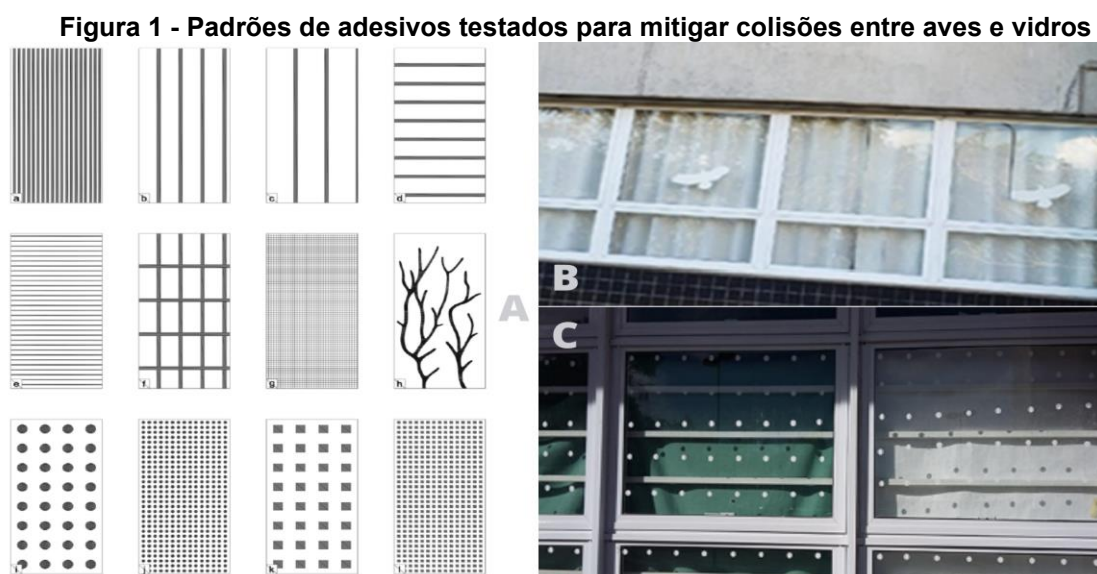 Figura 1 - Padrões de adesivos testados para mitigar colisões entre aves e vidros
a
b
c
d
e
f
g
h
i
j
k
l
A
B
C